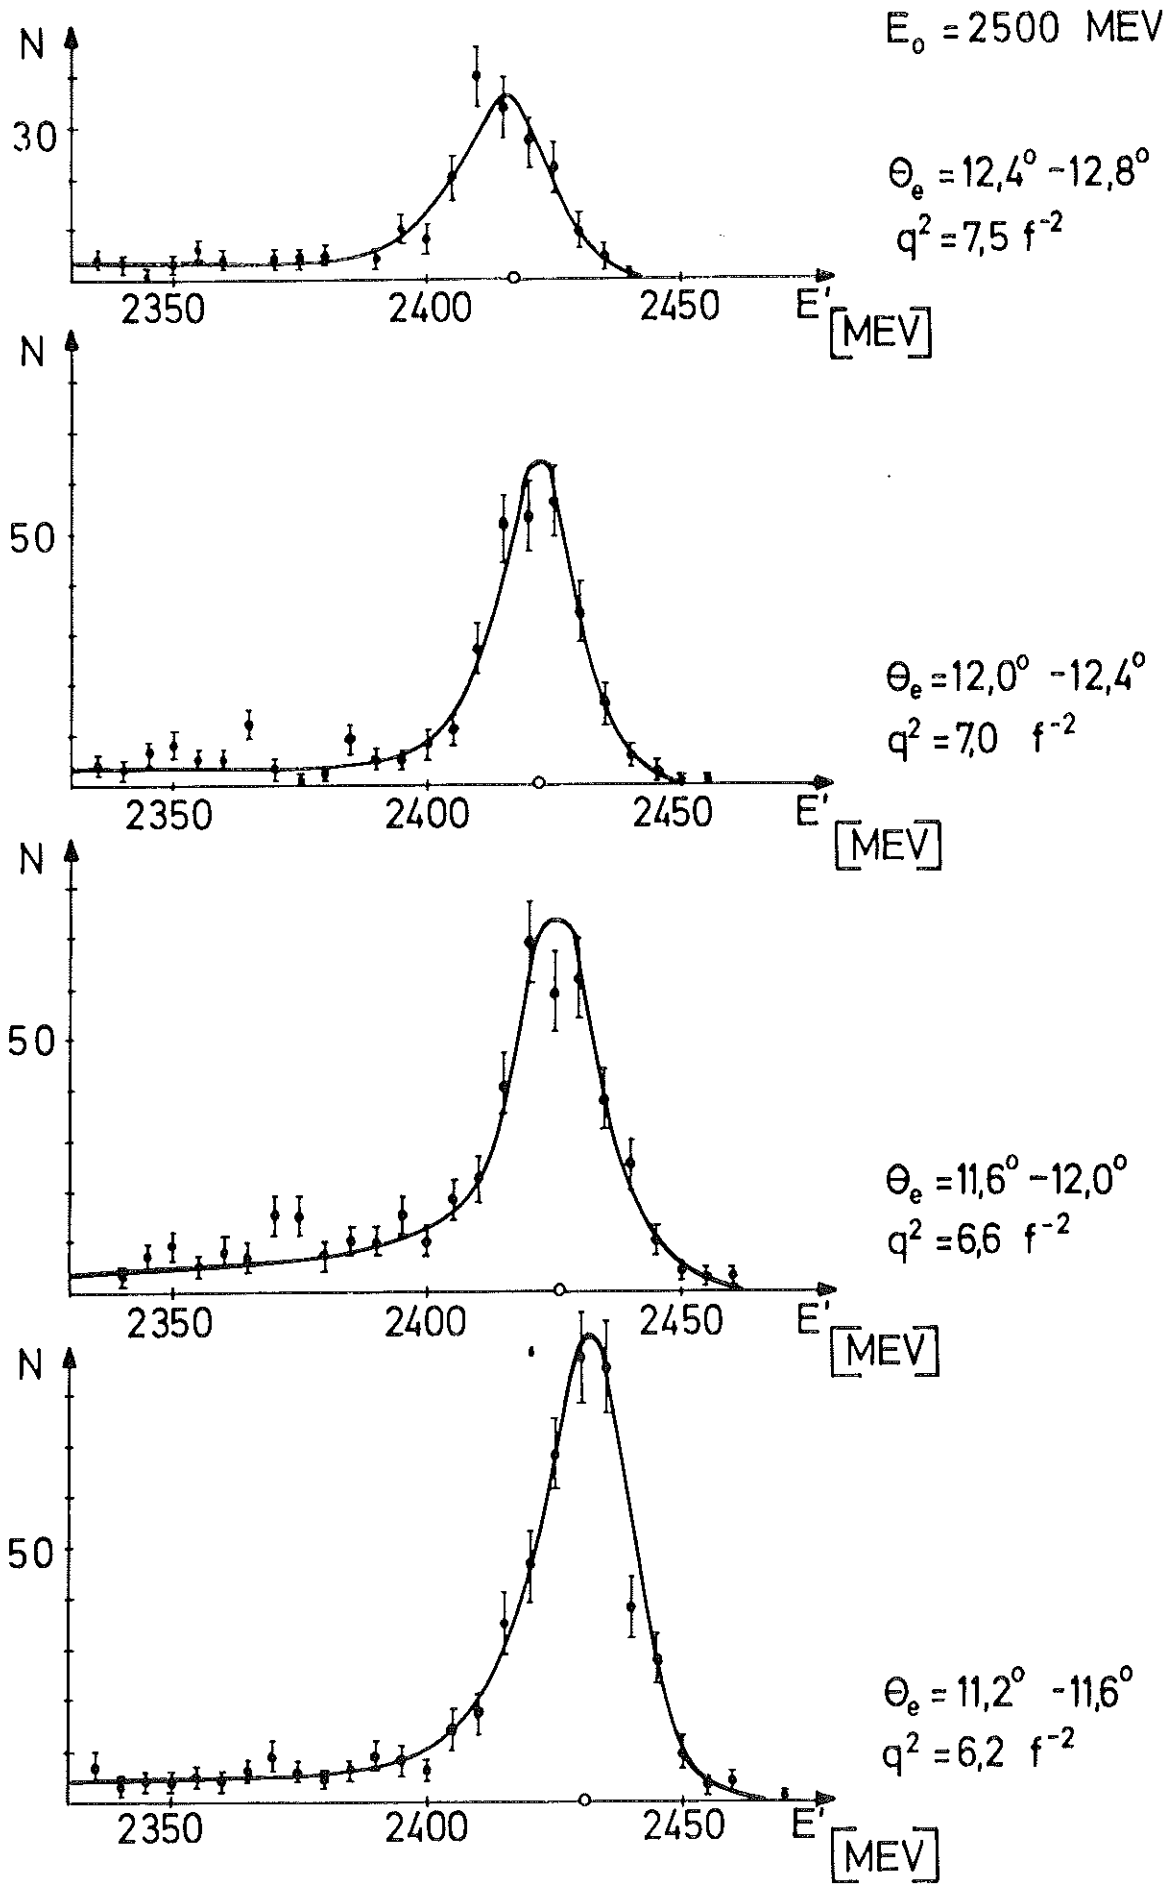 E₀ = 2500 MEV
N
30
θₑ = 12,4° - 12,8°
q² = 7,5 f⁻²
2350 2400 2450 E'
[MEV]
N
50
θₑ = 12,0° - 12,4°
q² = 7,0 f⁻²
2350 2400 2450 E'
[MEV]
N
50
θₑ = 11,6° - 12,0°
q² = 6,6 f⁻²
2350 2400 2450 E'
[MEV]
N
50
θₑ = 11,2° - 11,6°
q² = 6,2 f⁻²
2350 2400 2450 E'
[MEV]